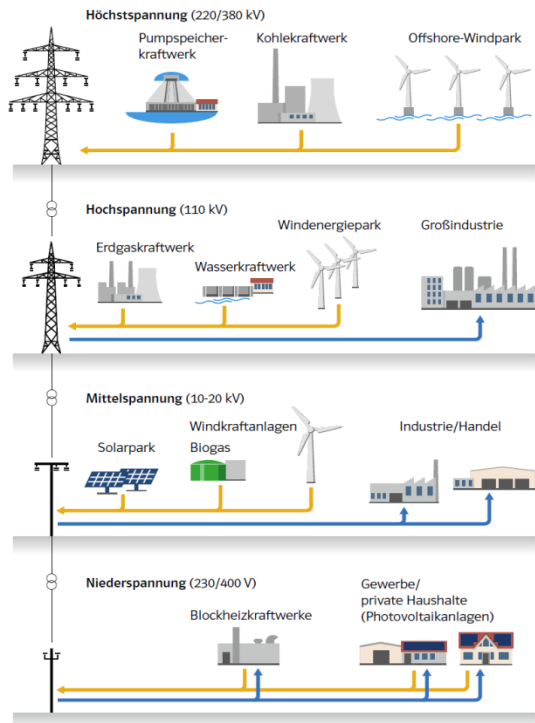 Höchstspannung (220/380 kV)
Pumpspeicher-
kraftwerk
Kohlekraftwerk
Offshore-Windpark
Hochspannung (110 kV)
Erdgaskraftwerk
Wasserkraftwerk
Windenergiepark
Großindustrie
Mittelspannung (10-20 kV)
Solarpark
Windkraftanlagen
Biogas
Industrie/Handel
Niederspannung (230/400 V)
Blockheizkraftwerke
Gewerbe/
private Haushalte
(Photovoltaikanlagen)